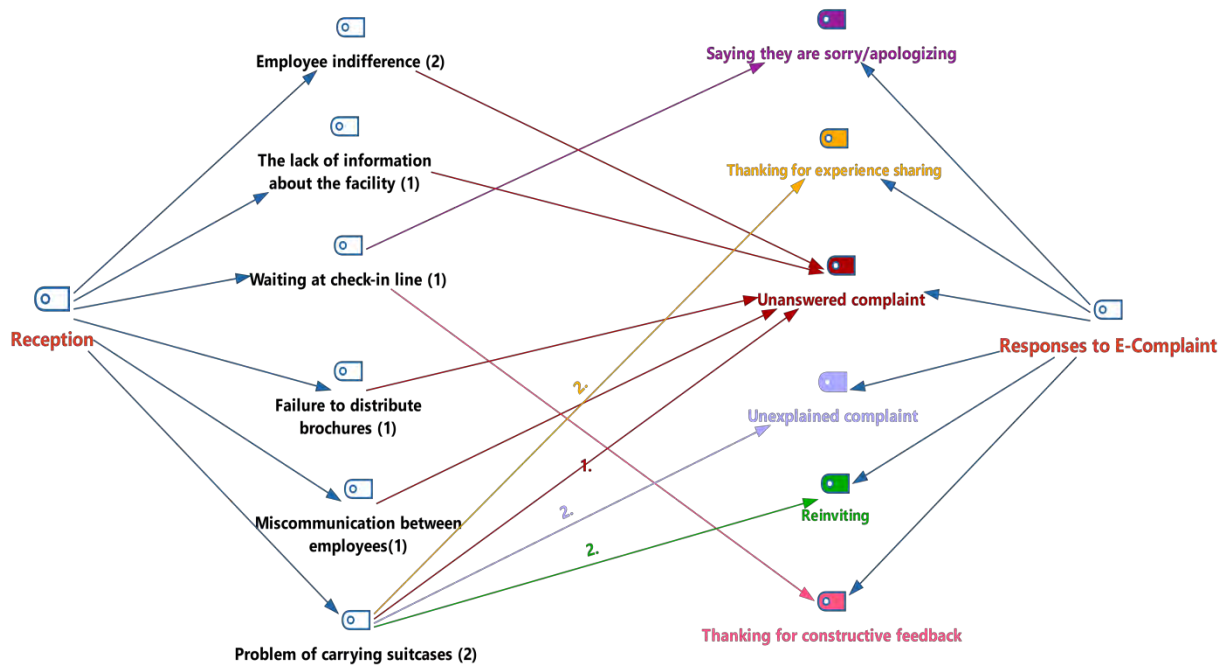 Saying they are sorry/apologizing
Employee indifference (2)
The lack of information
about the facility (1)
Thanking for experience sharing
Waiting at check-in line (1)
Unanswered complaint
Reception
Responses to E-Complaint
2.
Failure to distribute
brochures (1)
Unexplained complaint
1.
2.
Reinviting
Miscommunication between
employees(1)
2.
Thanking for constructive feedback
Problem of carrying suitcases (2)